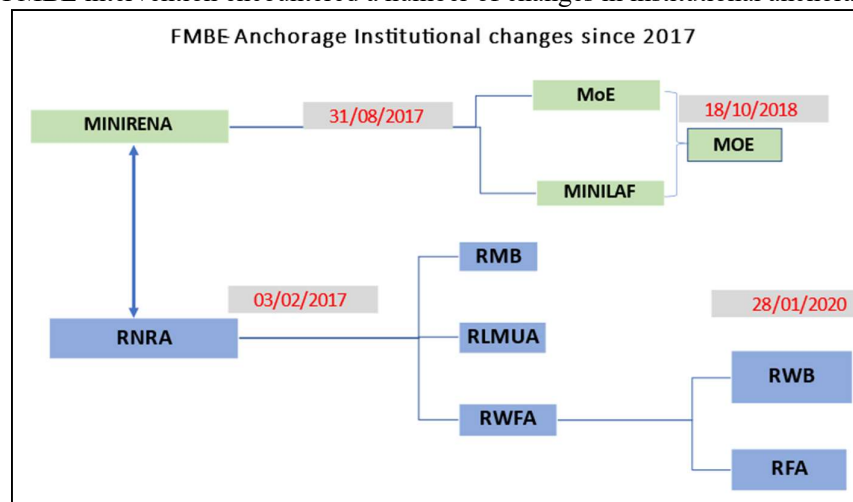 FMBE Anchorage Institutional changes since 2017
MoE
31/08/2017
18/10/2018
MINIRENA
MOE
MINILAF
RMB
03/02/2017
28/01/2020
RNRA
RLMUA
RWB
RWFA
RFA